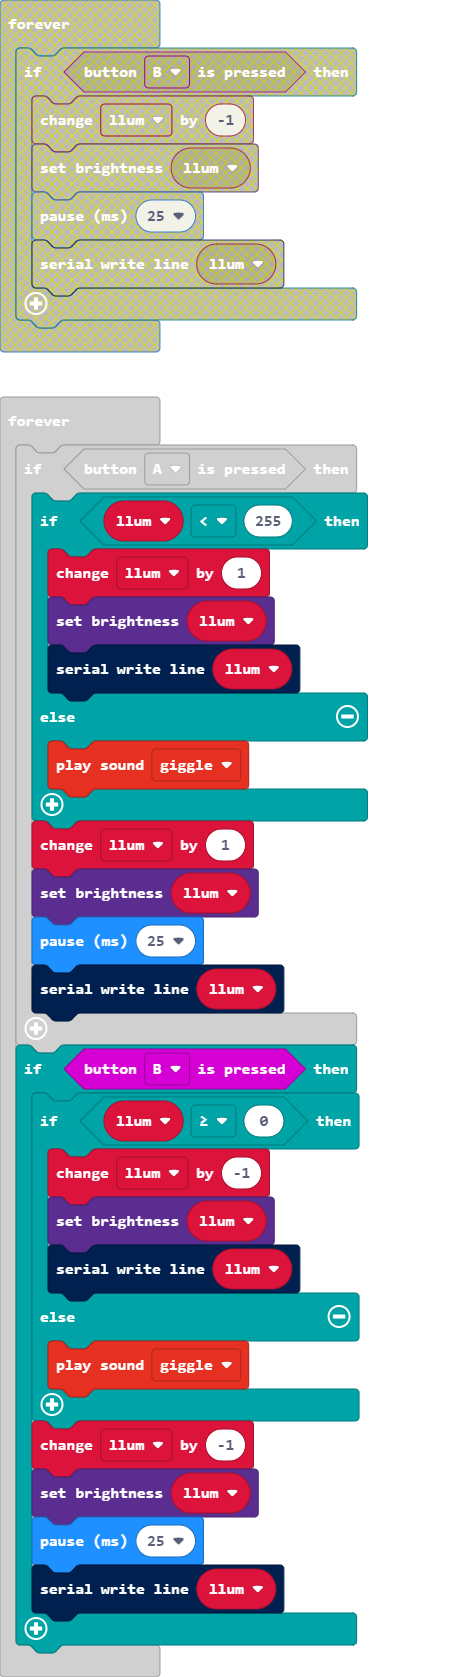 forever
if button B is pressed then
change llum by -1
set brightness llum
pause (ms) 25
serial write line llum
forever
if button A is pressed then
if llum < 255 then
change llum by 1
set brightness llum
serial write line llum
else
play sound giggle
change llum by 1
set brightness llum
pause (ms) 25
serial write line llum
if button B is pressed then
if llum ≥ 0 then
change llum by -1
set brightness llum
serial write line llum
else
play sound giggle
change llum by -1
set brightness llum
pause (ms) 25
serial write line llum